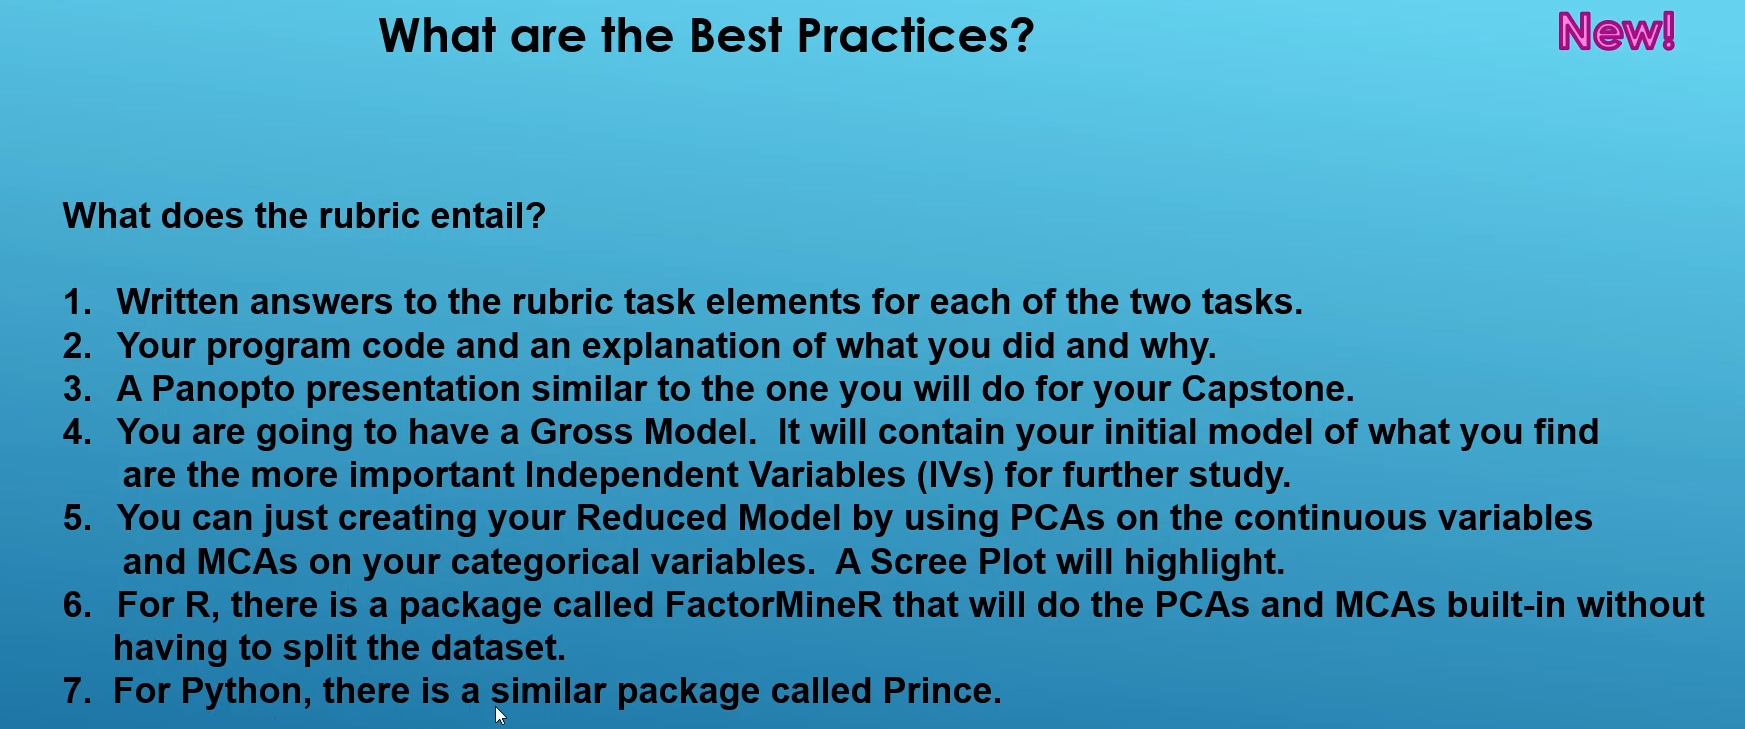 What are the Best Practices?
New!
What does the rubric entail?
1. Written answers to the rubric task elements for each of the two tasks.
2. Your program code and an explanation of what you did and why.
3. A Panopto presentation similar to the one you will do for your Capstone.
4. You are going to have a Gross Model. It will contain your initial model of what you find
are the more important Independent Variables (IVs) for further study.
5. You can just creating your Reduced Model by using PCAs on the continuous variables
and MCAs on your categorical variables. A Scree Plot will highlight.
6. For R, there is a package called FactorMineR that will do the PCAs and MCAs built-in without
having to split the dataset.
7. For Python, there is a similar package called Prince.